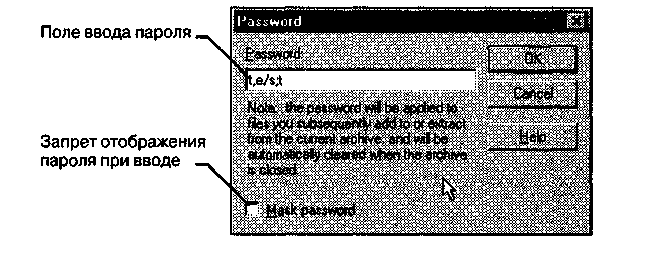 Password
Поле ввода пароля
Password:
t,e/s,t
OK
Cancel
Help
Note: the password will be applied to
files you subsequently add to or extract
from the current archive, and will be
automatically cleared when the archive
is closed.
Запрет отображения
пароля при вводе
Mask password